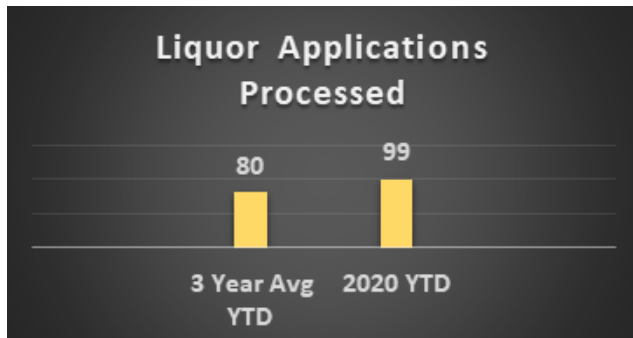 Liquor Applications
Processed
80
99
3 Year Avg
YTD
2020 YTD